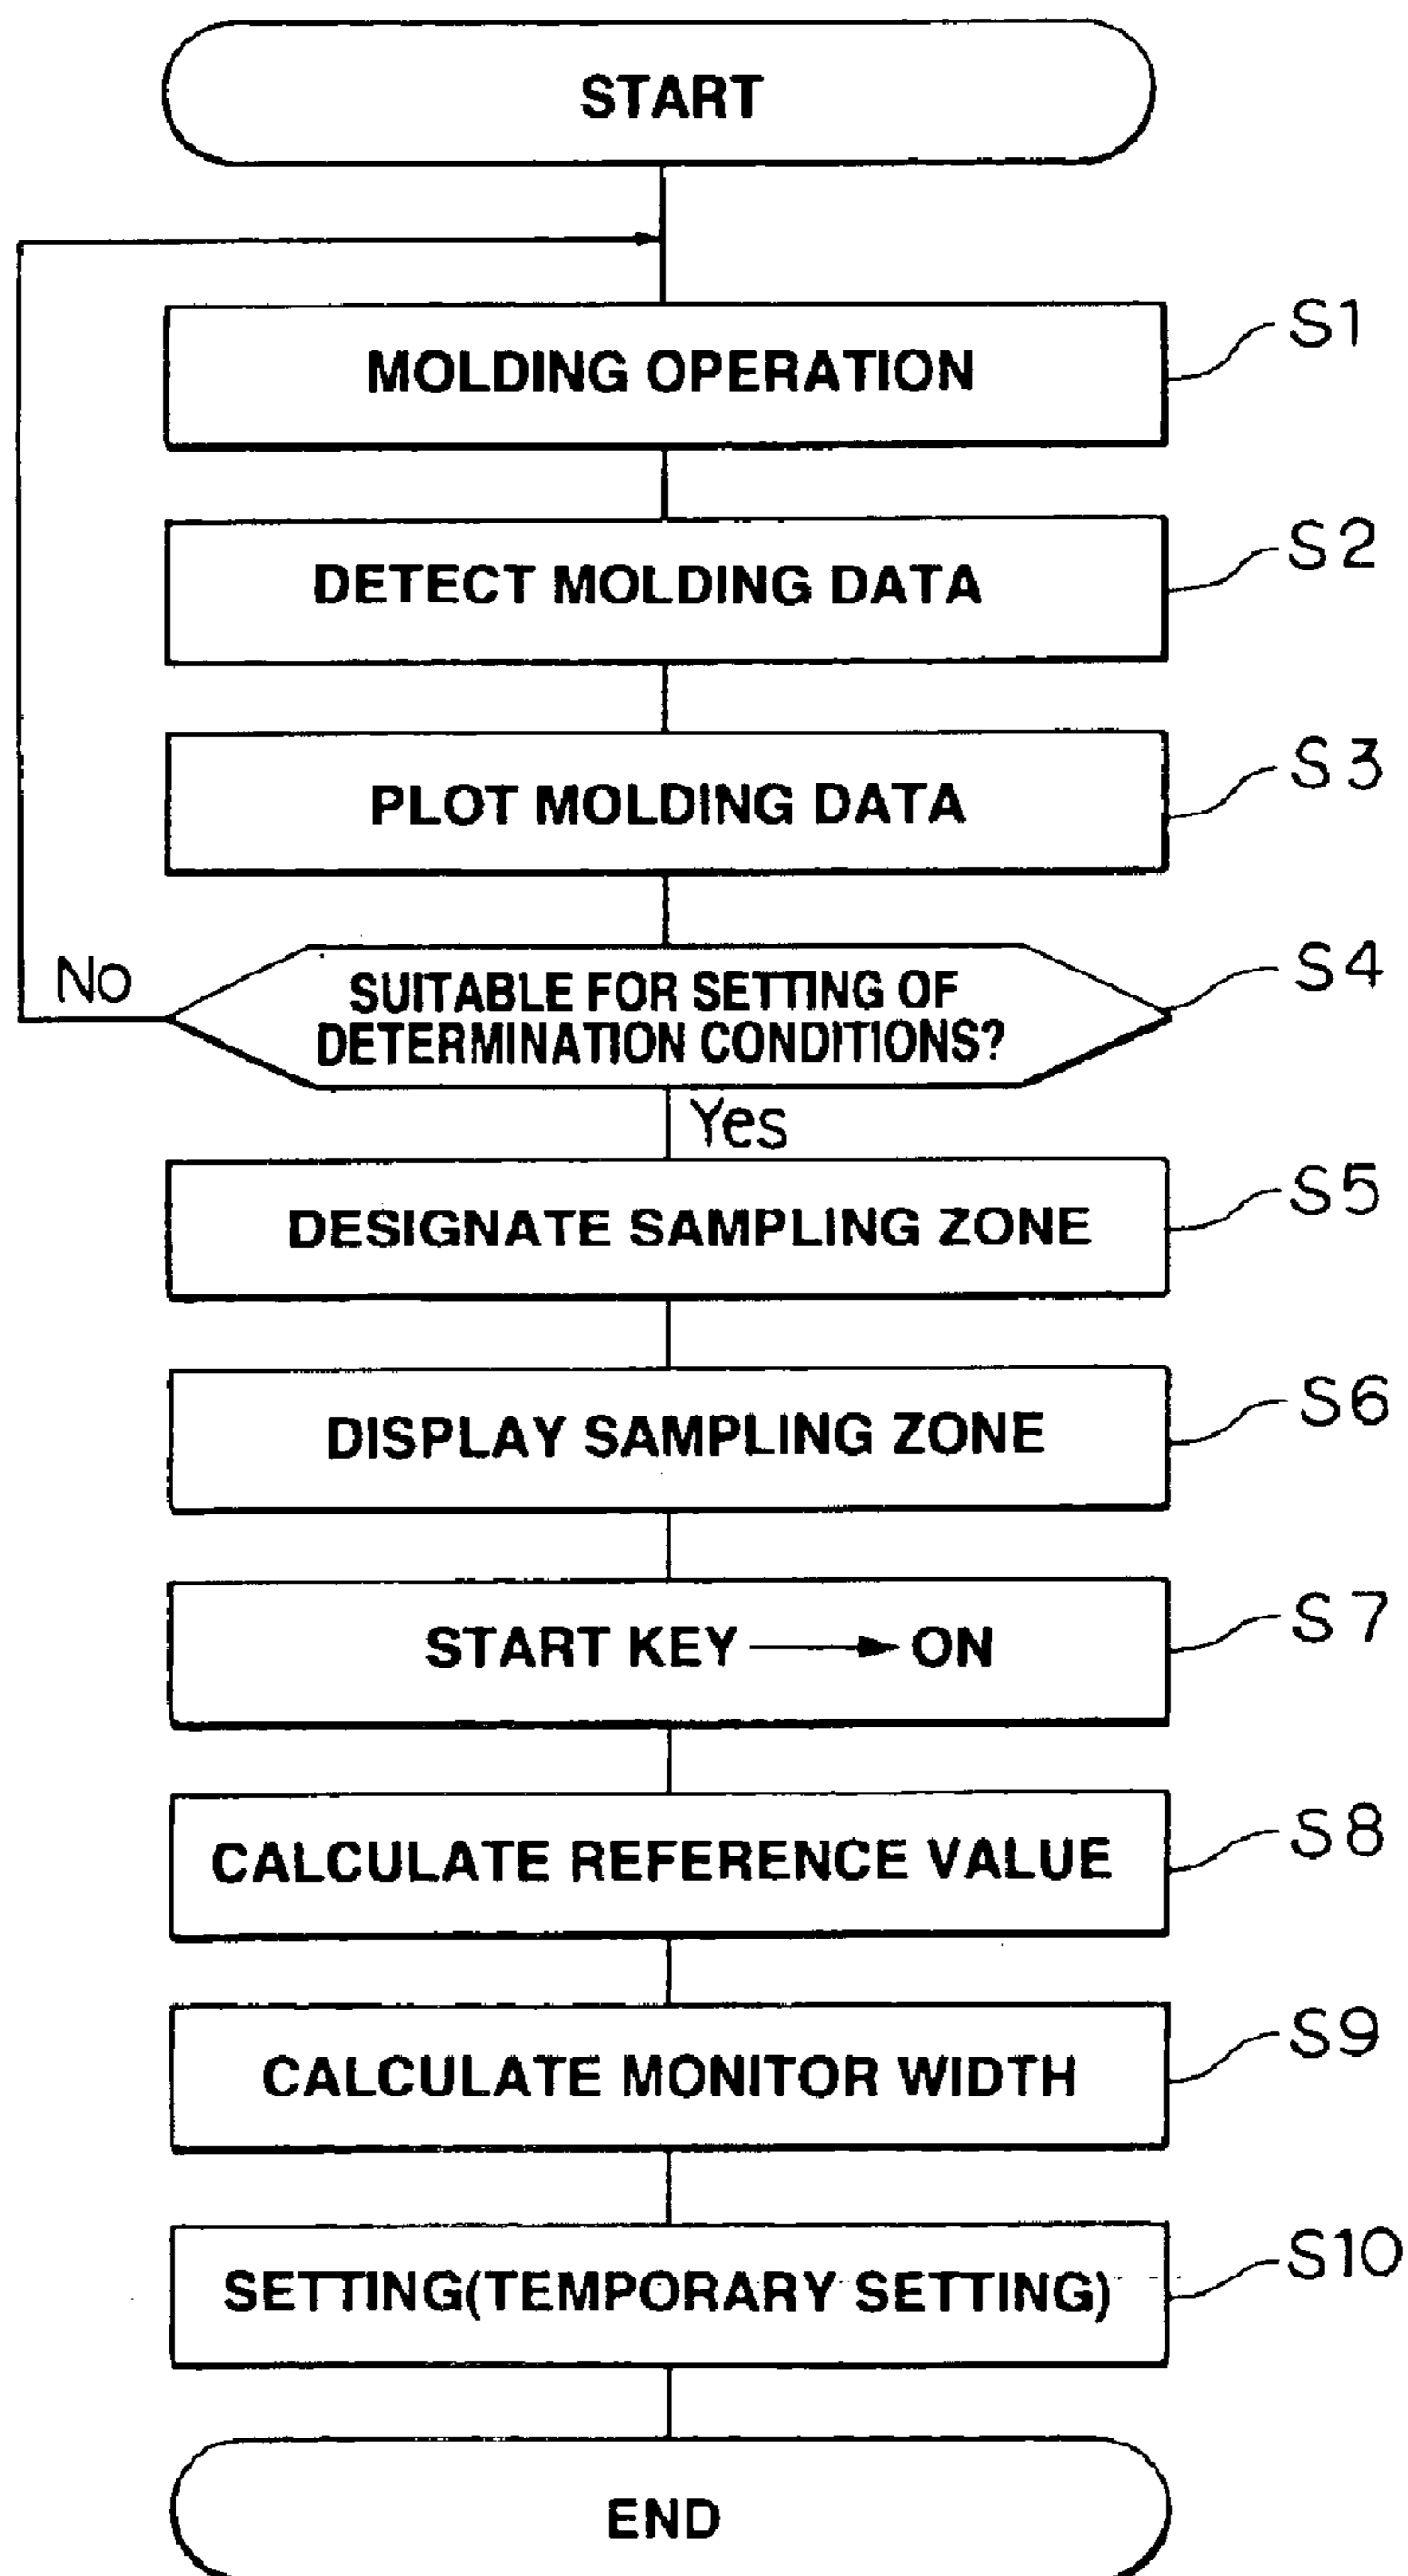 START
MOLDING OPERATION
S1
DETECT MOLDING DATA
S2
PLOT MOLDING DATA
S3
No
SUITABLE FOR SETTING OF
DETERMINATION CONDITIONS?
S4
Yes
DESIGNATE SAMPLING ZONE
S5
DISPLAY SAMPLING ZONE
S6
START KEY → ON
S7
CALCULATE REFERENCE VALUE
S8
CALCULATE MONITOR WIDTH
S9
SETTING(TEMPORARY SETTING)
S10
END